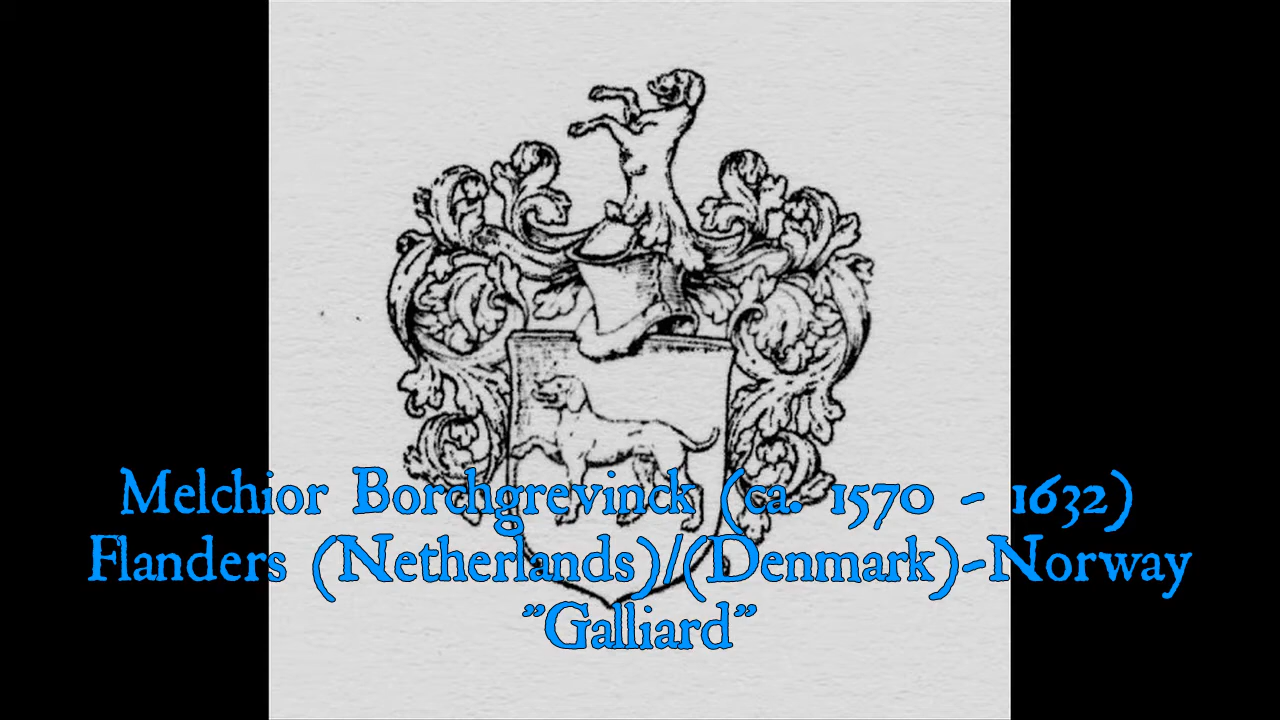 Melchior Borchgrevinck (ca. 1570 - 1632)
Flanders (Netherlands)/(Denmark)-Norway
"Galliard"